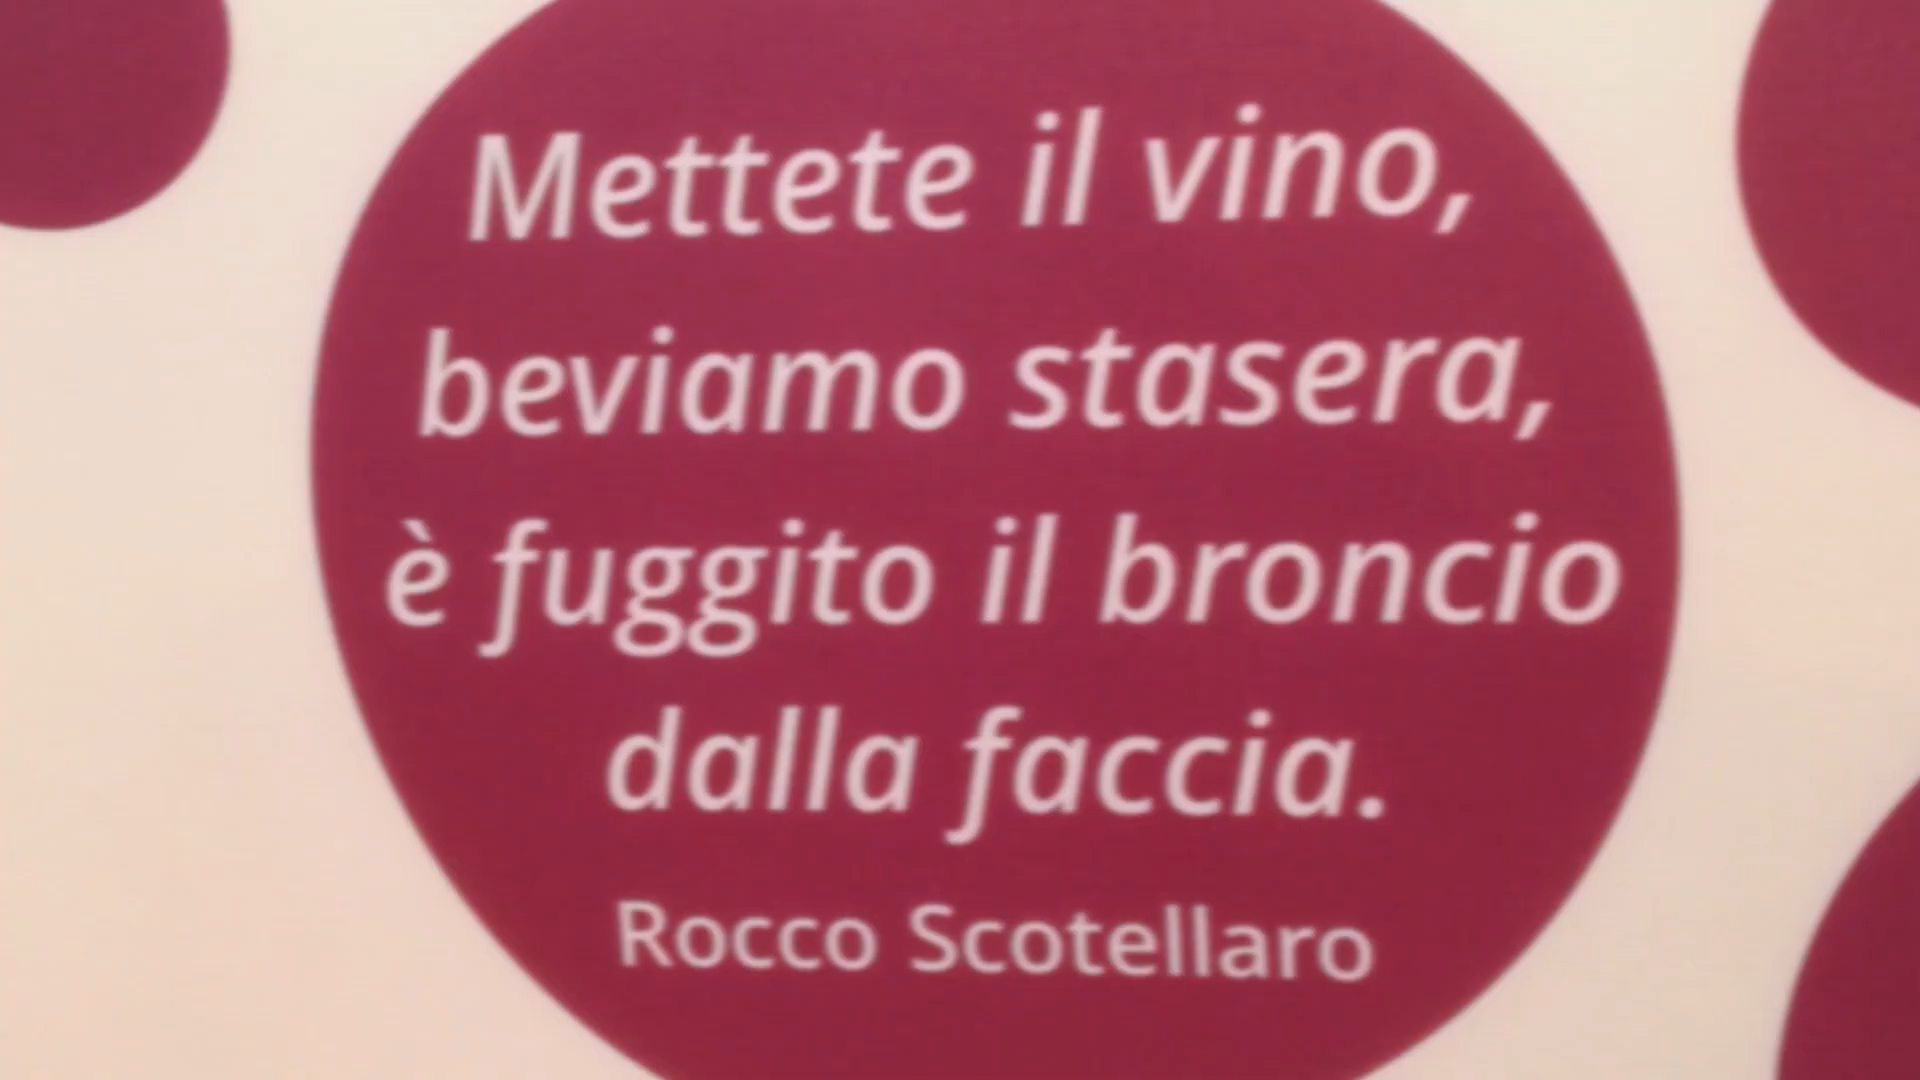 Mettete il vino,
beviamo stasera,
è fuggito il broncio
dalla faccia.
Rocco Scotellaro